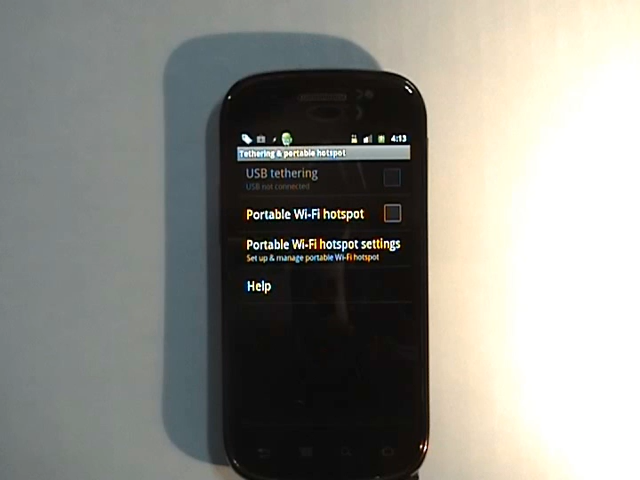 4:13
Tethering & portable hotspot
USB tethering
USB not connected
Portable Wi-Fi hotspot
Portable Wi-Fi hotspot settings
Set up & manage portable Wi-Fi hotspot
Help